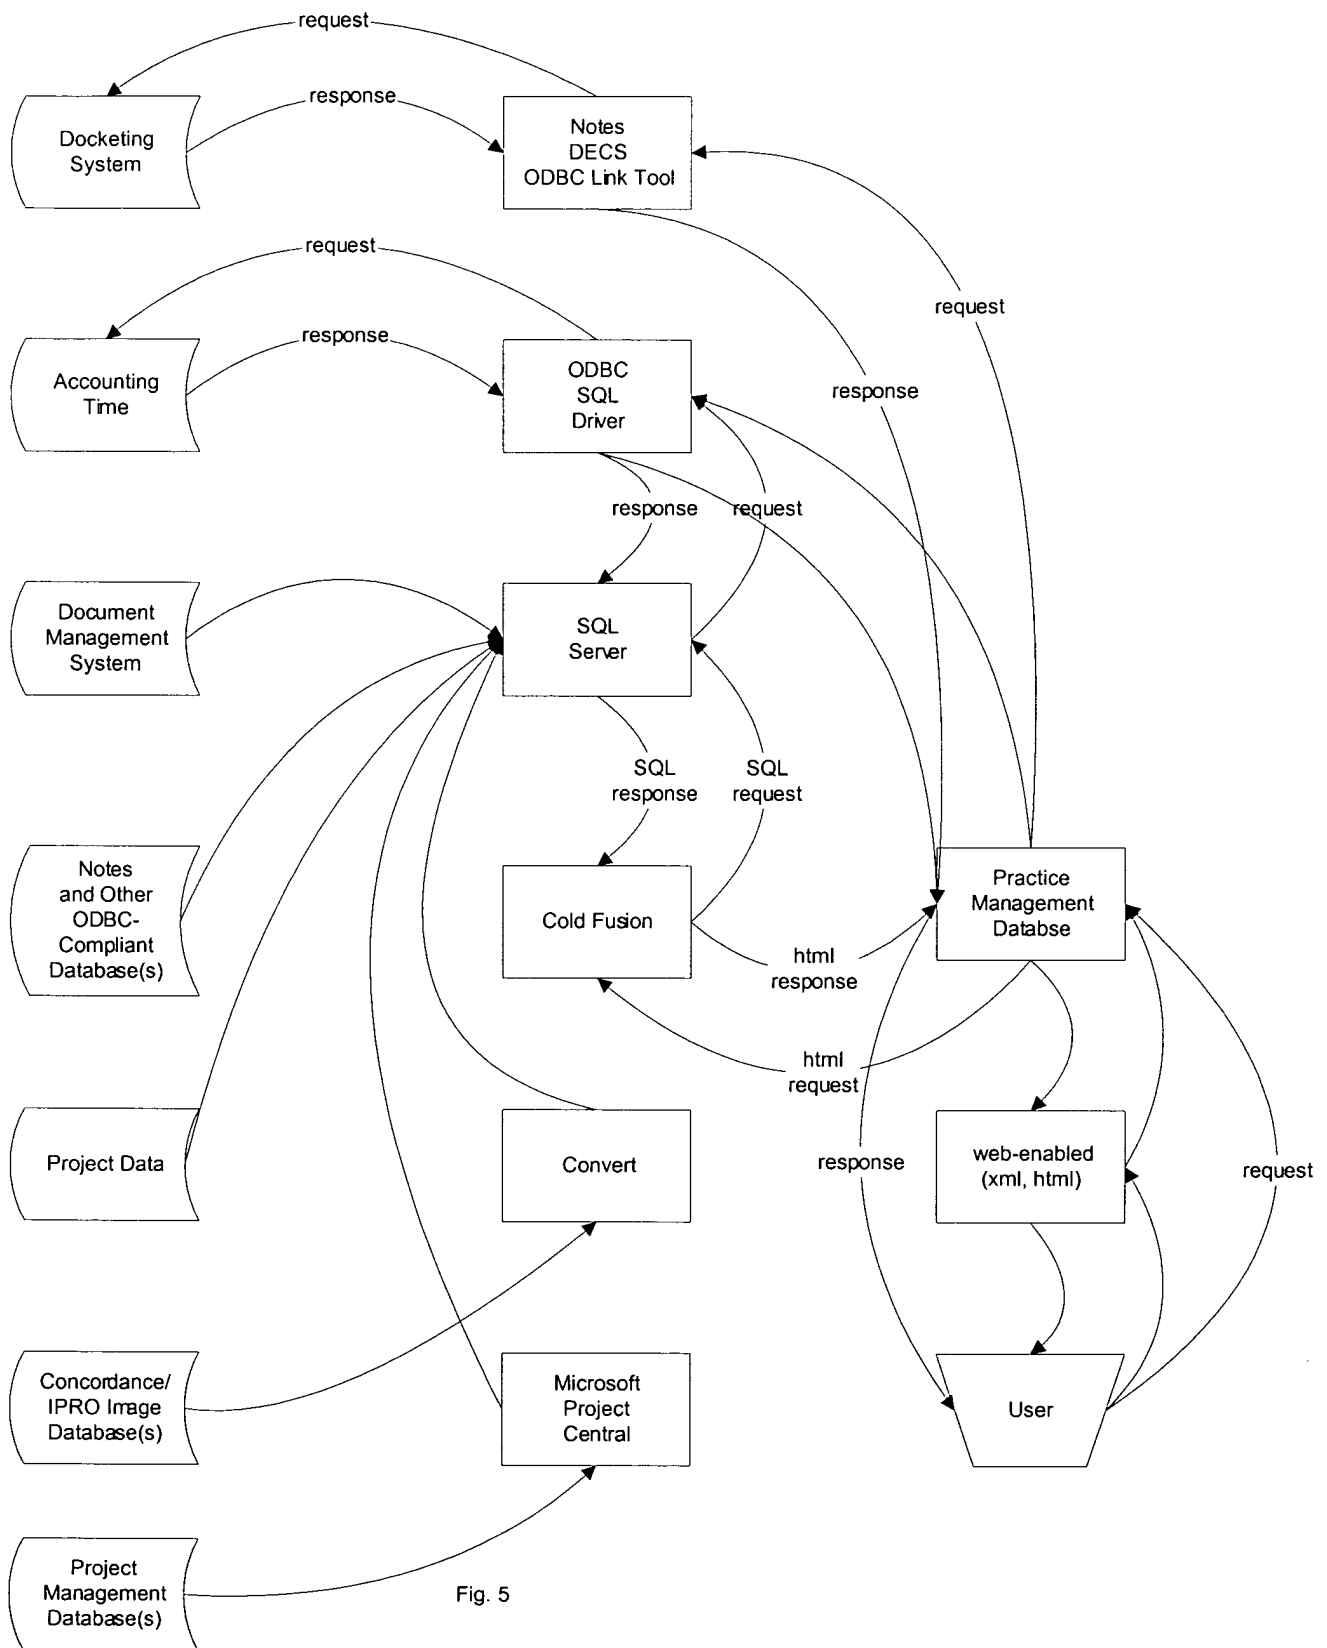 request
Docketing
System
response
Notes
DECS
ODBC Link Tool
request
request
Accounting
Time
response
ODBC
SQL
Driver
response
response
request
Document
Management
System
SQL
Server
SQL
response
SQL
request
Notes
and Other
ODBC-
Compliant
Database(s)
Cold Fusion
html
response
Practice
Management
Databse
html
request
Project Data
Convert
response
web-enabled
(xml, html)
request
Concordance/
IPRO Image
Database(s)
Microsoft
Project
Central
User
Project
Management
Database(s)
Fig. 5